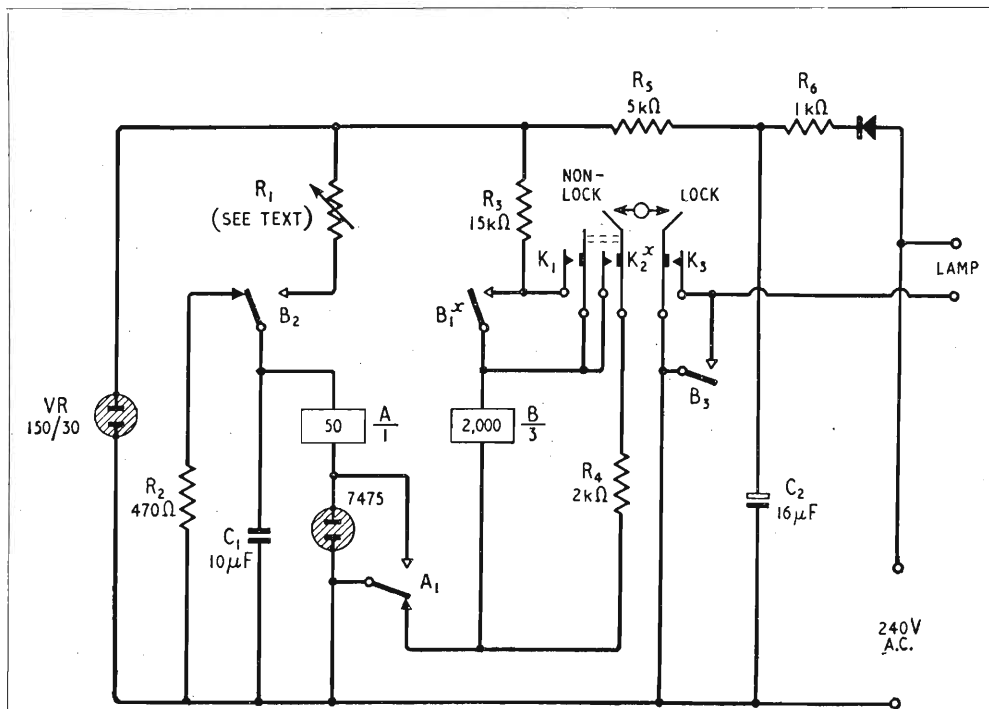 R5
5kΩ
R6
1kΩ
NON-
LOCK
LOCK
R1
(SEE TEXT)
R3
15kΩ
K1
K2x
K3
LAMP
B2
B1x
B3
VR
150/30
50
A/1
2,000
B/3
R2
470Ω
7475
R4
2kΩ
C2
16μF
C1
10μF
A1
240V
A.C.